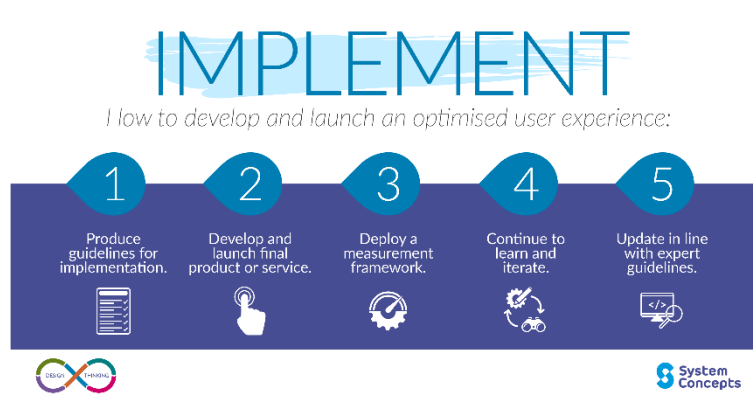 IMPLEMENT
How to develop and launch an optimised user experience:
1
Produce
guidelines for
implementation.
2
Develop and
launch final
product or service.
3
Deploy a
measurement
framework.
4
Continue to
learn and
iterate.
5
Update in line
with expert
guidelines.
</>
DESIGN THINKING
System
Concepts